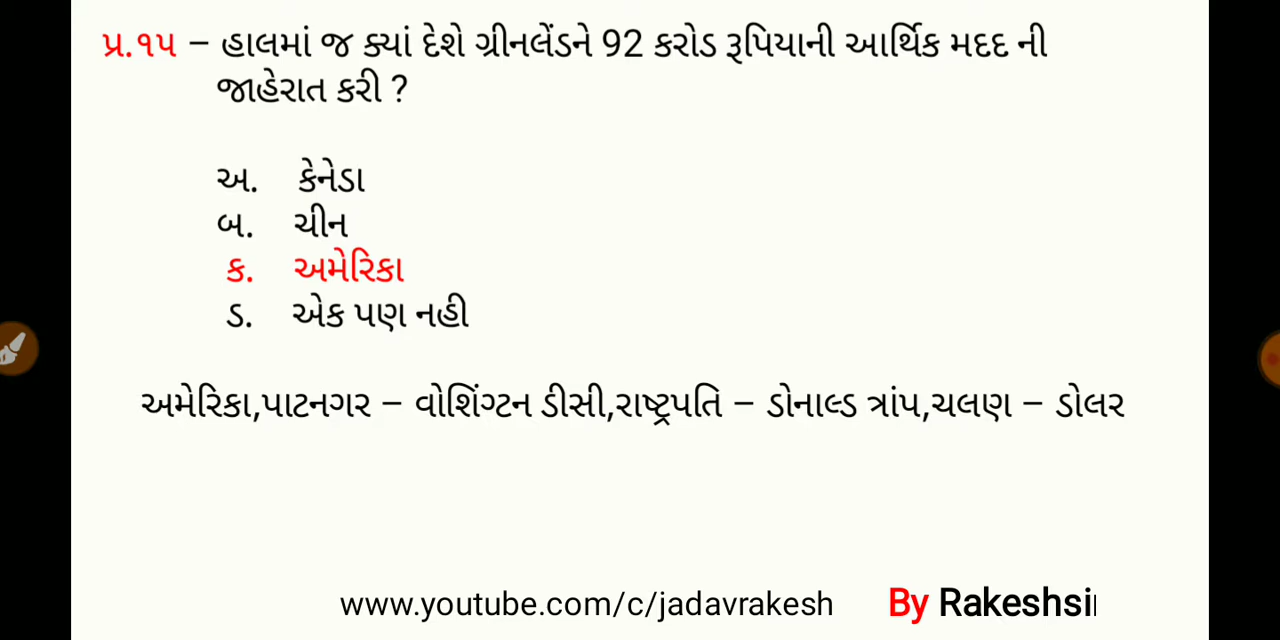 પ્ર.૧૫ – હાલમાં જ ક્યાં દેશે ગ્રીનલેંડને 92 કરોડ રૂપિયાની આર્થિક મદદ ની
જાહેરાત કરી ?
અ. કેનેડા
બ. ચીન
ક. અમેરિકા
ડ. એક પણ નહી
અમેરિકા,પાટનગર – વોશિંગ્ટન ડીસી,રાષ્ટ્રપતિ – ડોનાલ્ડ ત્રાંપ,ચલણ – ડોલર
www.youtube.com/c/jadavrakesh By Rakeshsi